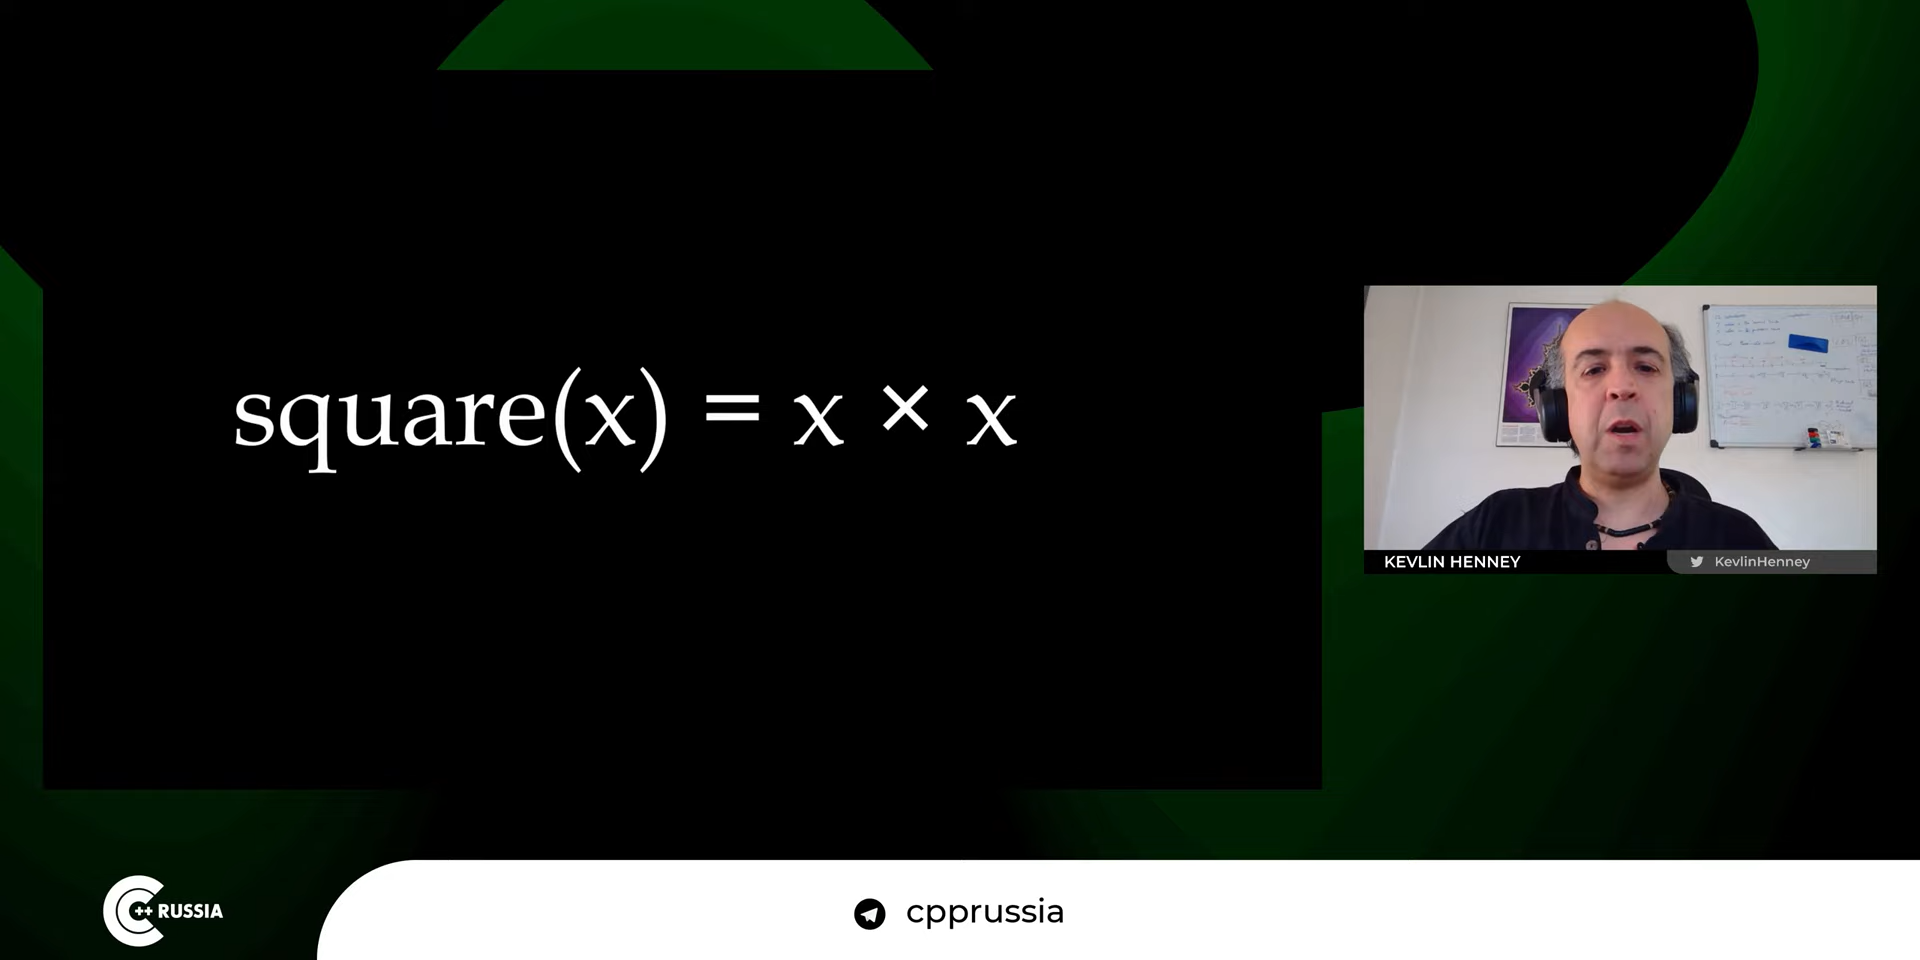 square(x) = x × x
KEVLIN HENNEY
KevlinHenney
C++ RUSSIA
cpprussia